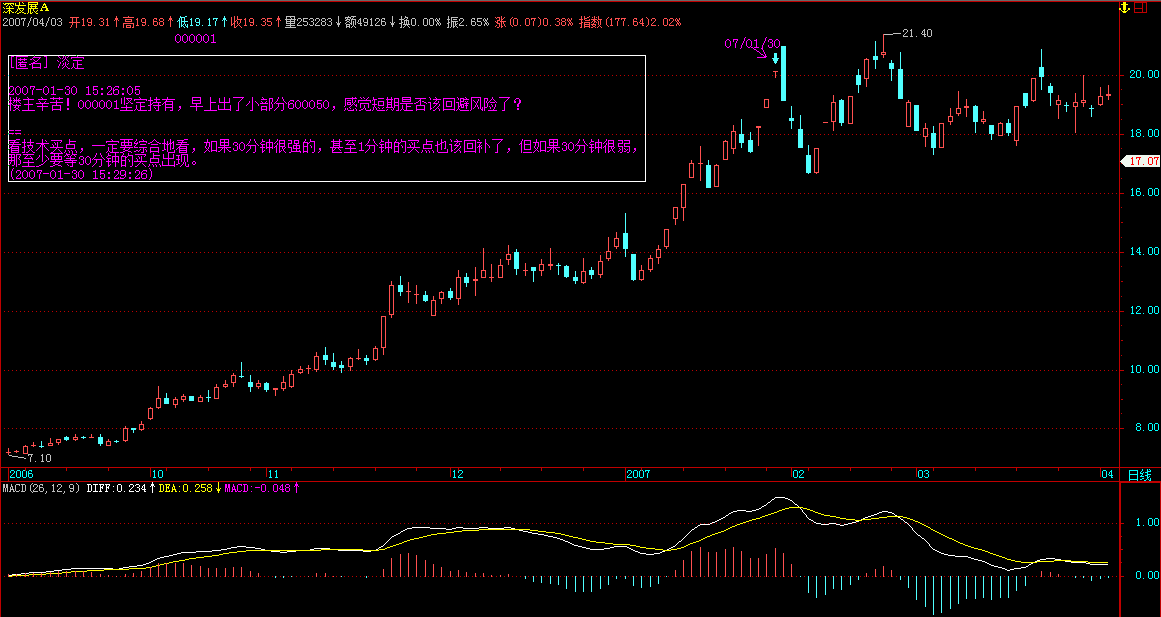 深发展A
2007/04/03 开19.31↑高19.68↑低19.17↑收19.35↑量253283↓额49126↓换0.00% 振2.65% 涨(0.07)0.38% 指数(177.64)2.02%
000001
[匿名] 淡定
2007-01-30 15:26:05
楼主辛苦！000001坚定持有，早上出了小部分600050，感觉短期是否该回避风险了？
==
看技术买点，一定要综合地看，如果30分钟很强的，甚至1分钟的买点也该回补了，但如果30分钟很弱，
那至少要等30分钟的买点出现。
(2007-01-30 15:29:26)
07/01/30
T
21.40
20.00
18.00
17.07
16.00
14.00
12.00
10.00
8.00
7.10
2006 10 11 12 2007 02 03 04 日线
MACD(26,12,9) DIFF:0.234↑DEA:0.258↓MACD:-0.048↑
1.00
0.00